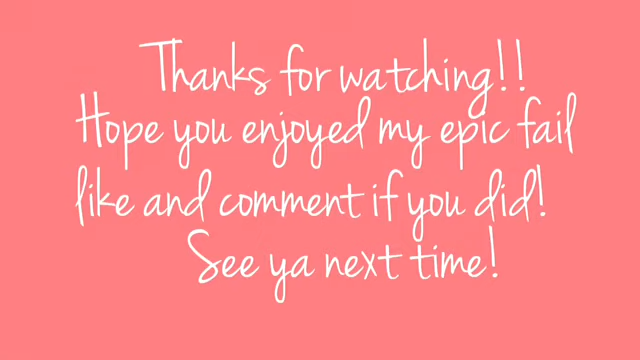 Thanks for watching!!
Hope you enjoyed my epic fail
like and comment if you did!
See ya next time!